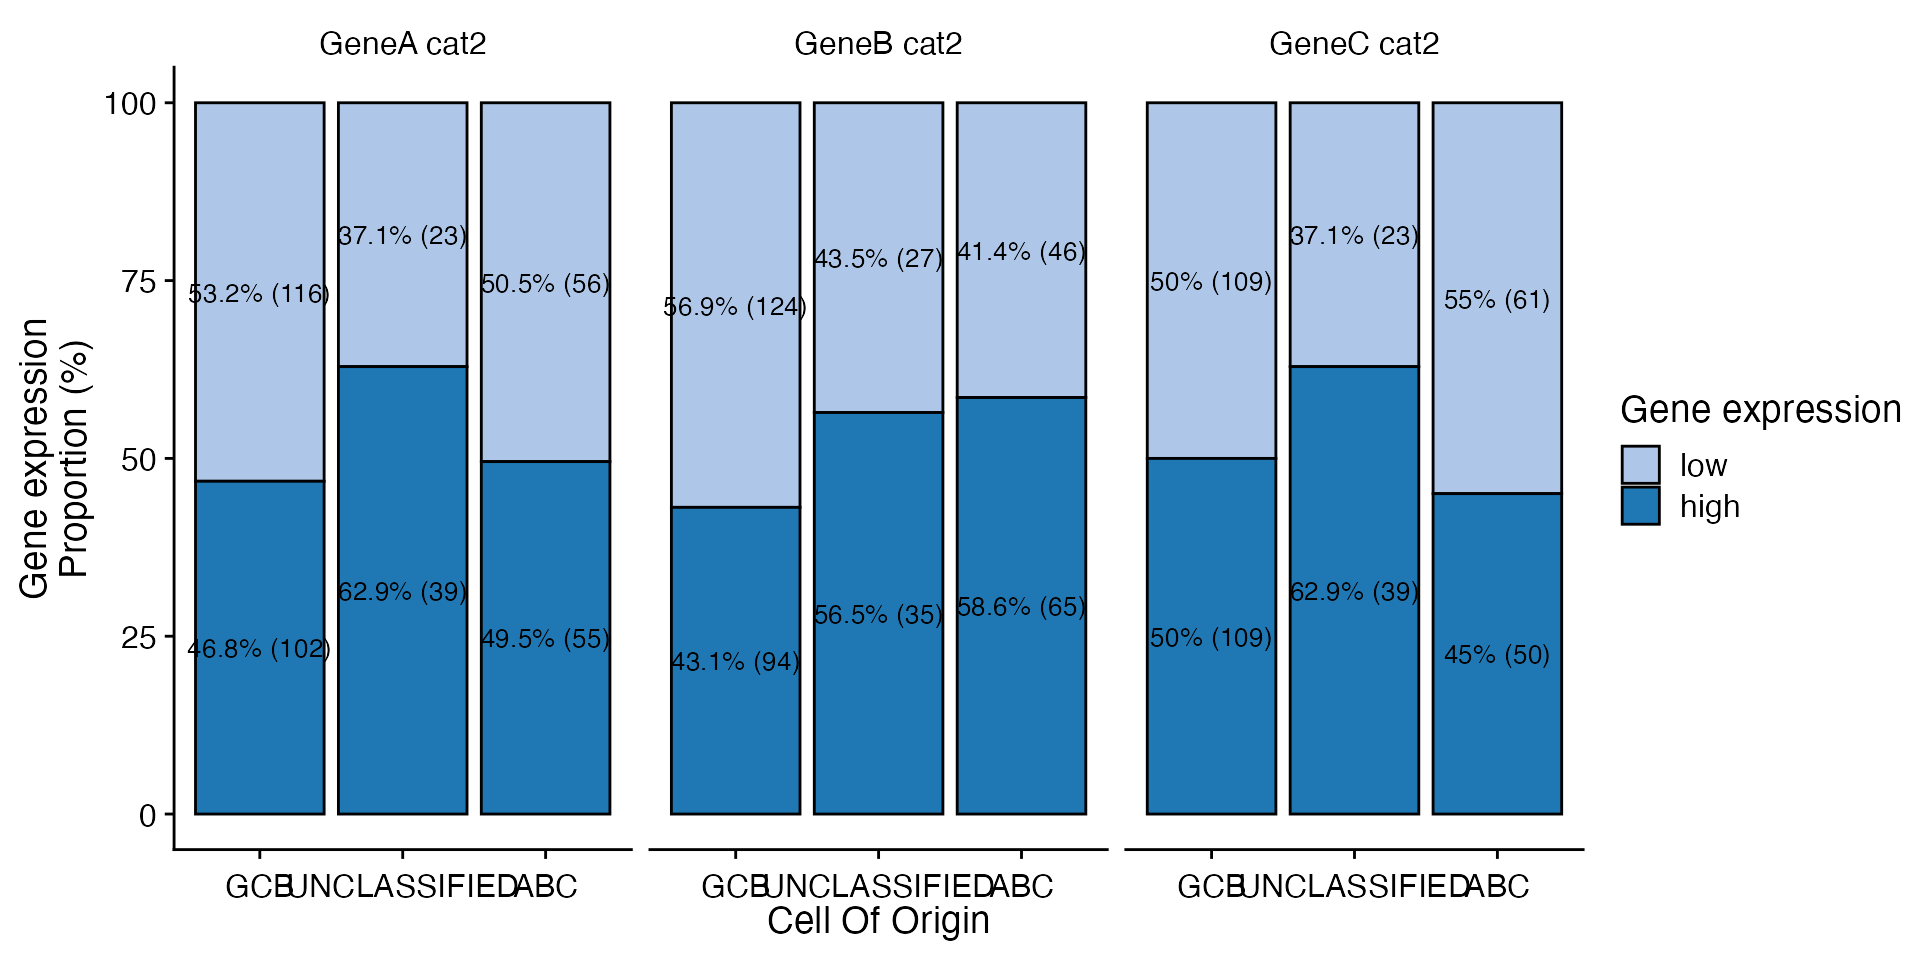 GeneA cat2
GeneB cat2
GeneC cat2
Gene expression
Proportion (%)
100
75
50
25
0
37.1% (23)
53.2% (116)
50.5% (56)
62.9% (39)
46.8% (102)
49.5% (55)
43.5% (27)
41.4% (46)
56.9% (124)
56.5% (35)
58.6% (65)
43.1% (94)
50% (109)
37.1% (23)
55% (61)
50% (109)
62.9% (39)
45% (50)
GCB UNCLASSIFIED ABC
GCB UNCLASSIFIED ABC
GCB UNCLASSIFIED ABC
Cell Of Origin
Gene expression
low
high